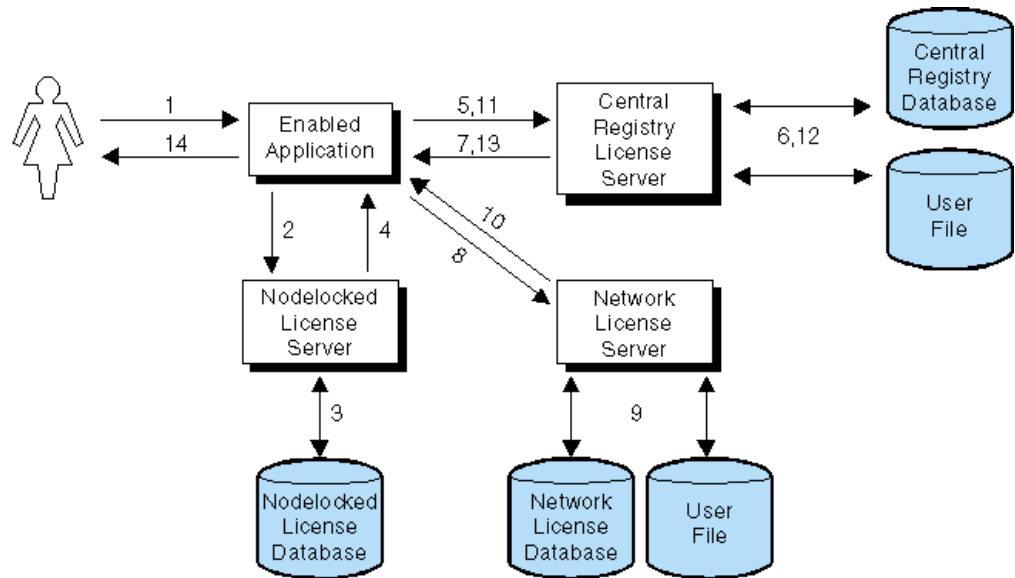 Central
Registry
Database
1
Enabled
Application
5,11
Central
Registry
License
Server
14
7,13
6,12
User
File
2
4
10
8
Nodelocked
License
Server
Network
License
Server
3
9
Nodelocked
License
Database
Network
License
Database
User
File